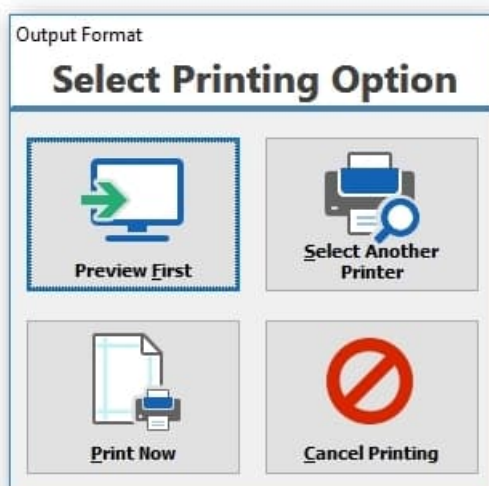 Output Format
Select Printing Option
Preview First
Select Another
Printer
Print Now
Cancel Printing